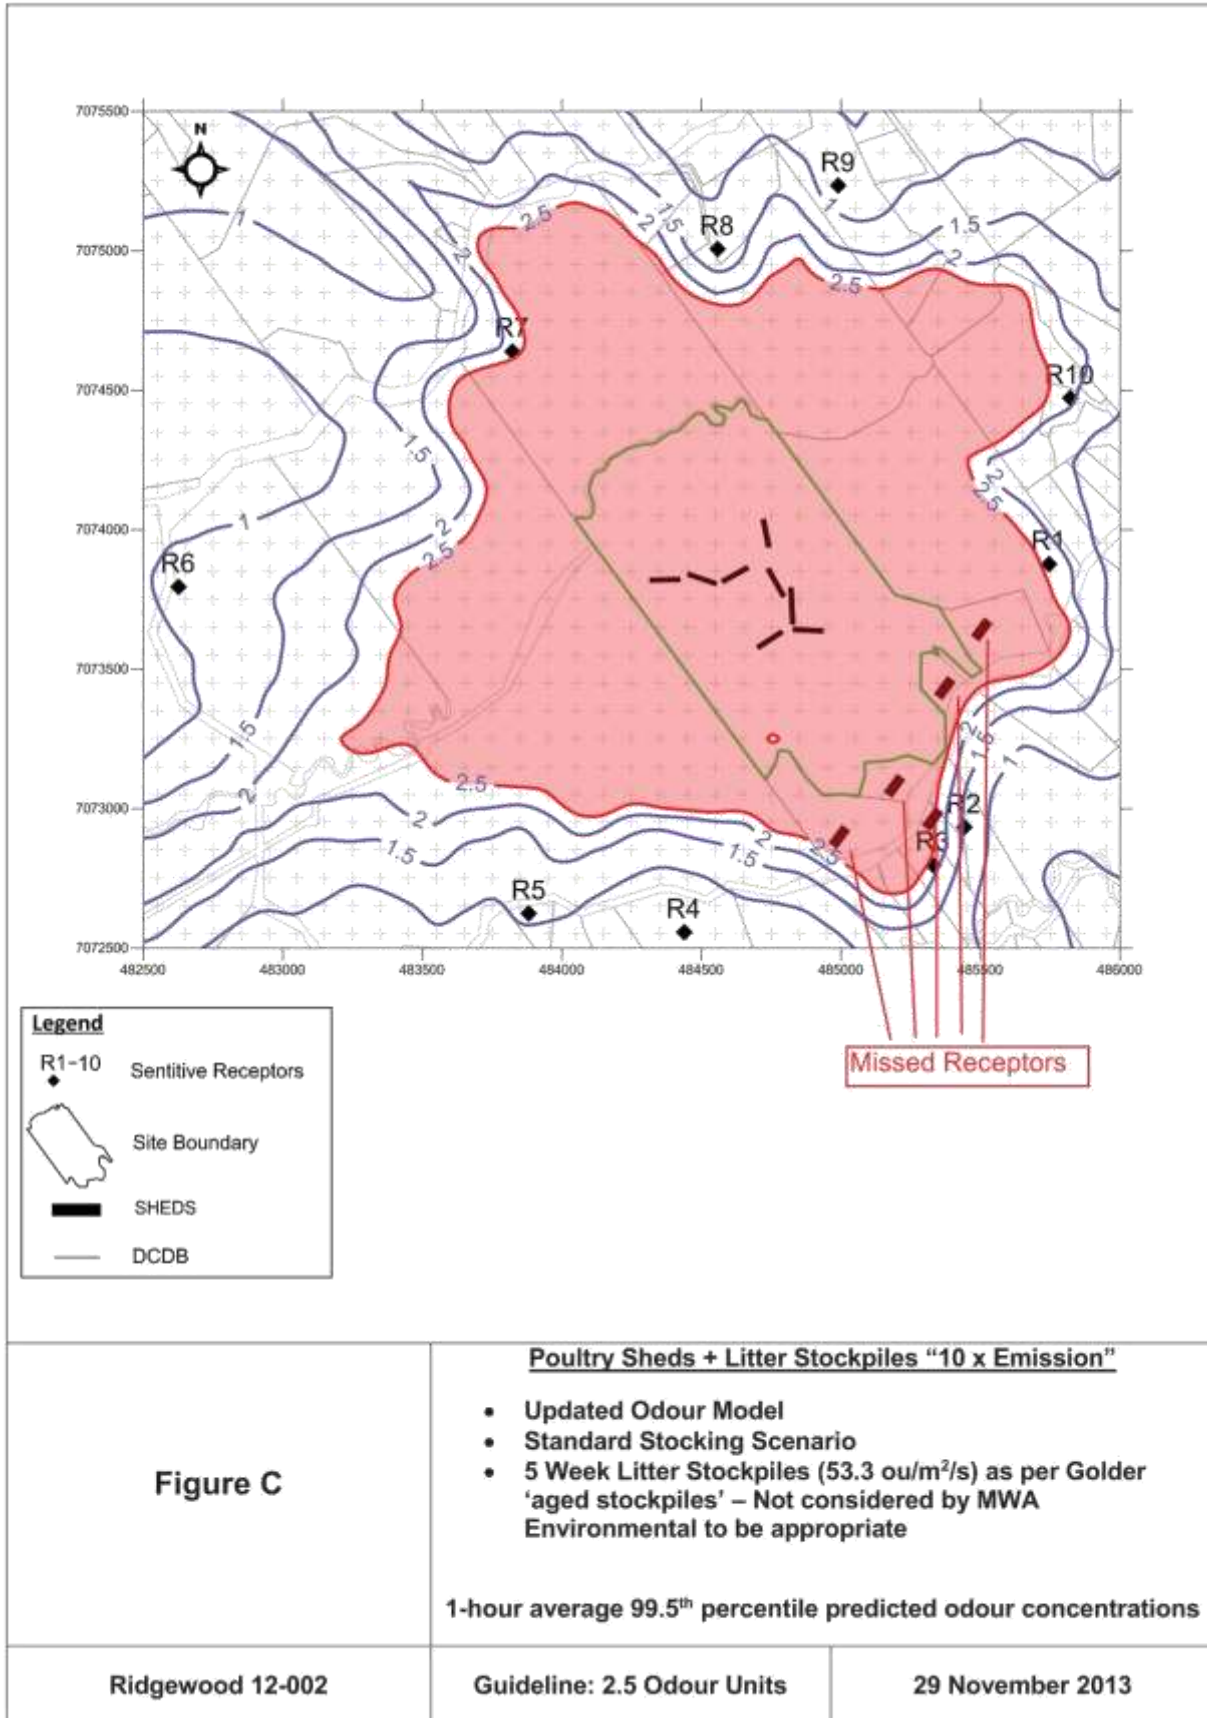 7075500
N
R9
1
1
1.5
R8
1.5
2
2.5
2
2
2.5
7075000
R7
R10
7074500
1.5
2
2.5
1
2
2.5
7074000
R1
R6
7073500
1.5
2
2
1.5
1
2.5
7073000
2
R2
2
1.5
1.5
2.5
R3
R5
R4
7072500
482500 483000 483500 484000 484500 485000 485500 486000
Missed Receptors
Legend
R1-10 Sentitive Receptors
Site Boundary
SHEDS
DCDB
Figure C
Poultry Sheds + Litter Stockpiles “10 x Emission”
• Updated Odour Model
• Standard Stocking Scenario
• 5 Week Litter Stockpiles (53.3 ou/m²/s) as per Golder
‘aged stockpiles’ – Not considered by MWA
Environmental to be appropriate
1-hour average 99.5th percentile predicted odour concentrations
Ridgewood 12-002
Guideline: 2.5 Odour Units
29 November 2013